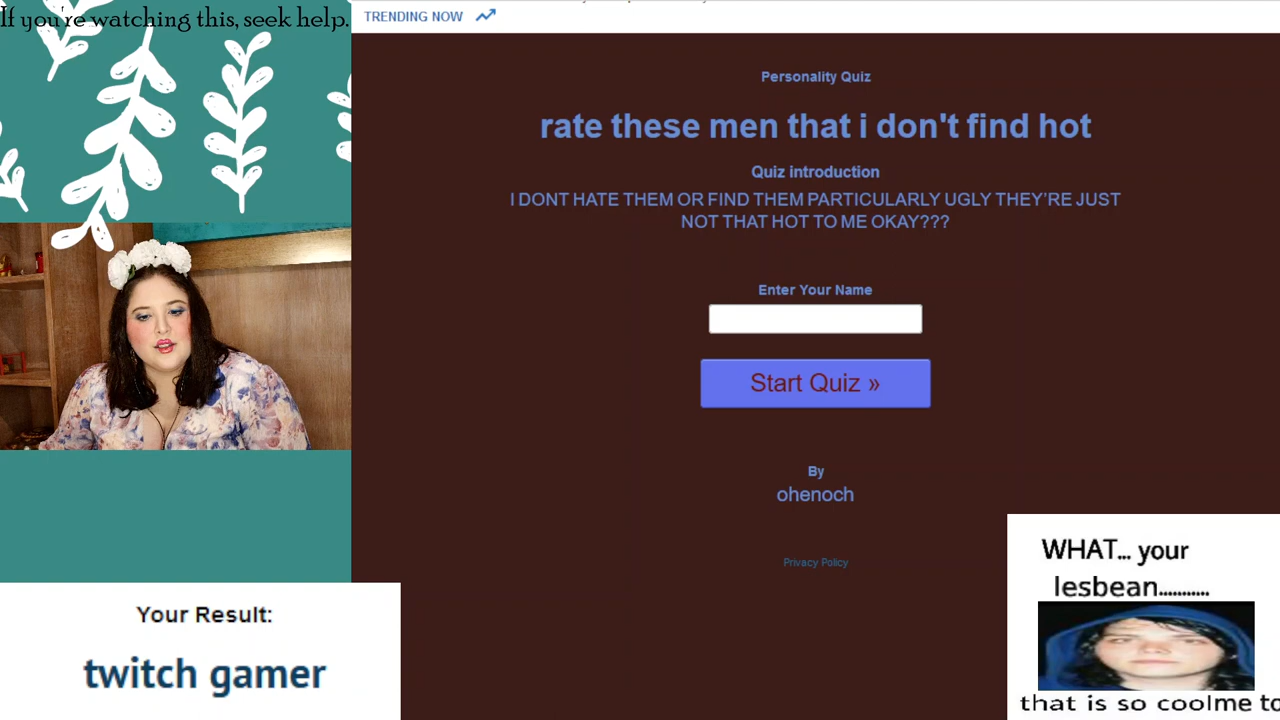 If you're watching this, seek help.
TRENDING NOW
Personality Quiz
rate these men that i don't find hot
Quiz introduction
I DONT HATE THEM OR FIND THEM PARTICULARLY UGLY THEY'RE JUST
NOT THAT HOT TO ME OKAY???
Enter Your Name
Start Quiz »
By
ohenoch
Privacy Policy
Your Result:
twitch gamer
WHAT... your
lesbean...........
that is so coolme to